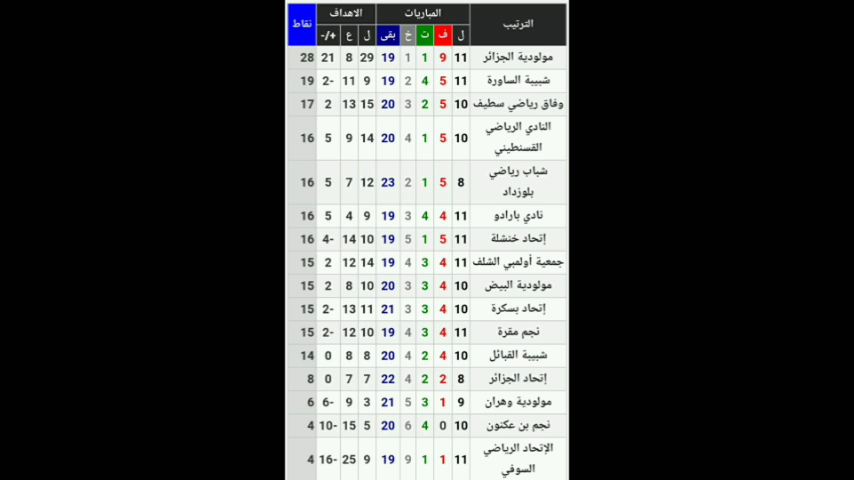 الترتيب المباريات الاهداف نقاط
ل ف ت خ بقى ل ع +/-
مولودية الجزائر 11 9 1 1 19 29 8 21 28
شبيبة الساورة 11 5 4 2 19 9 11 -2 19
وفاق رياضي سطيف 10 5 2 3 20 15 13 2 17
النادي الرياضي
القسنطيني 10 5 1 4 20 14 9 5 16
شباب رياضي
بلوزداد 8 5 1 2 23 12 7 5 16
نادي بارادو 11 4 4 3 19 9 4 5 16
إتحاد خنشلة 11 5 1 5 19 10 14 -4 16
جمعية أولمبي الشلف 11 4 3 4 19 14 12 2 15
مولودية البيض 10 4 3 3 20 10 8 2 15
إتحاد بسكرة 10 4 3 3 21 11 13 -2 15
نجم مقرة 11 4 3 4 19 10 12 -2 15
شبيبة القبائل 10 4 2 4 20 8 8 0 14
إتحاد الجزائر 8 2 2 4 22 7 7 0 8
مولودية وهران 9 1 3 5 21 3 9 -6 6
نجم بن عكنون 10 0 4 6 20 5 15 -10 4
الإتحاد الرياضي
السوفي 11 1 1 9 19 9 25 -16 4